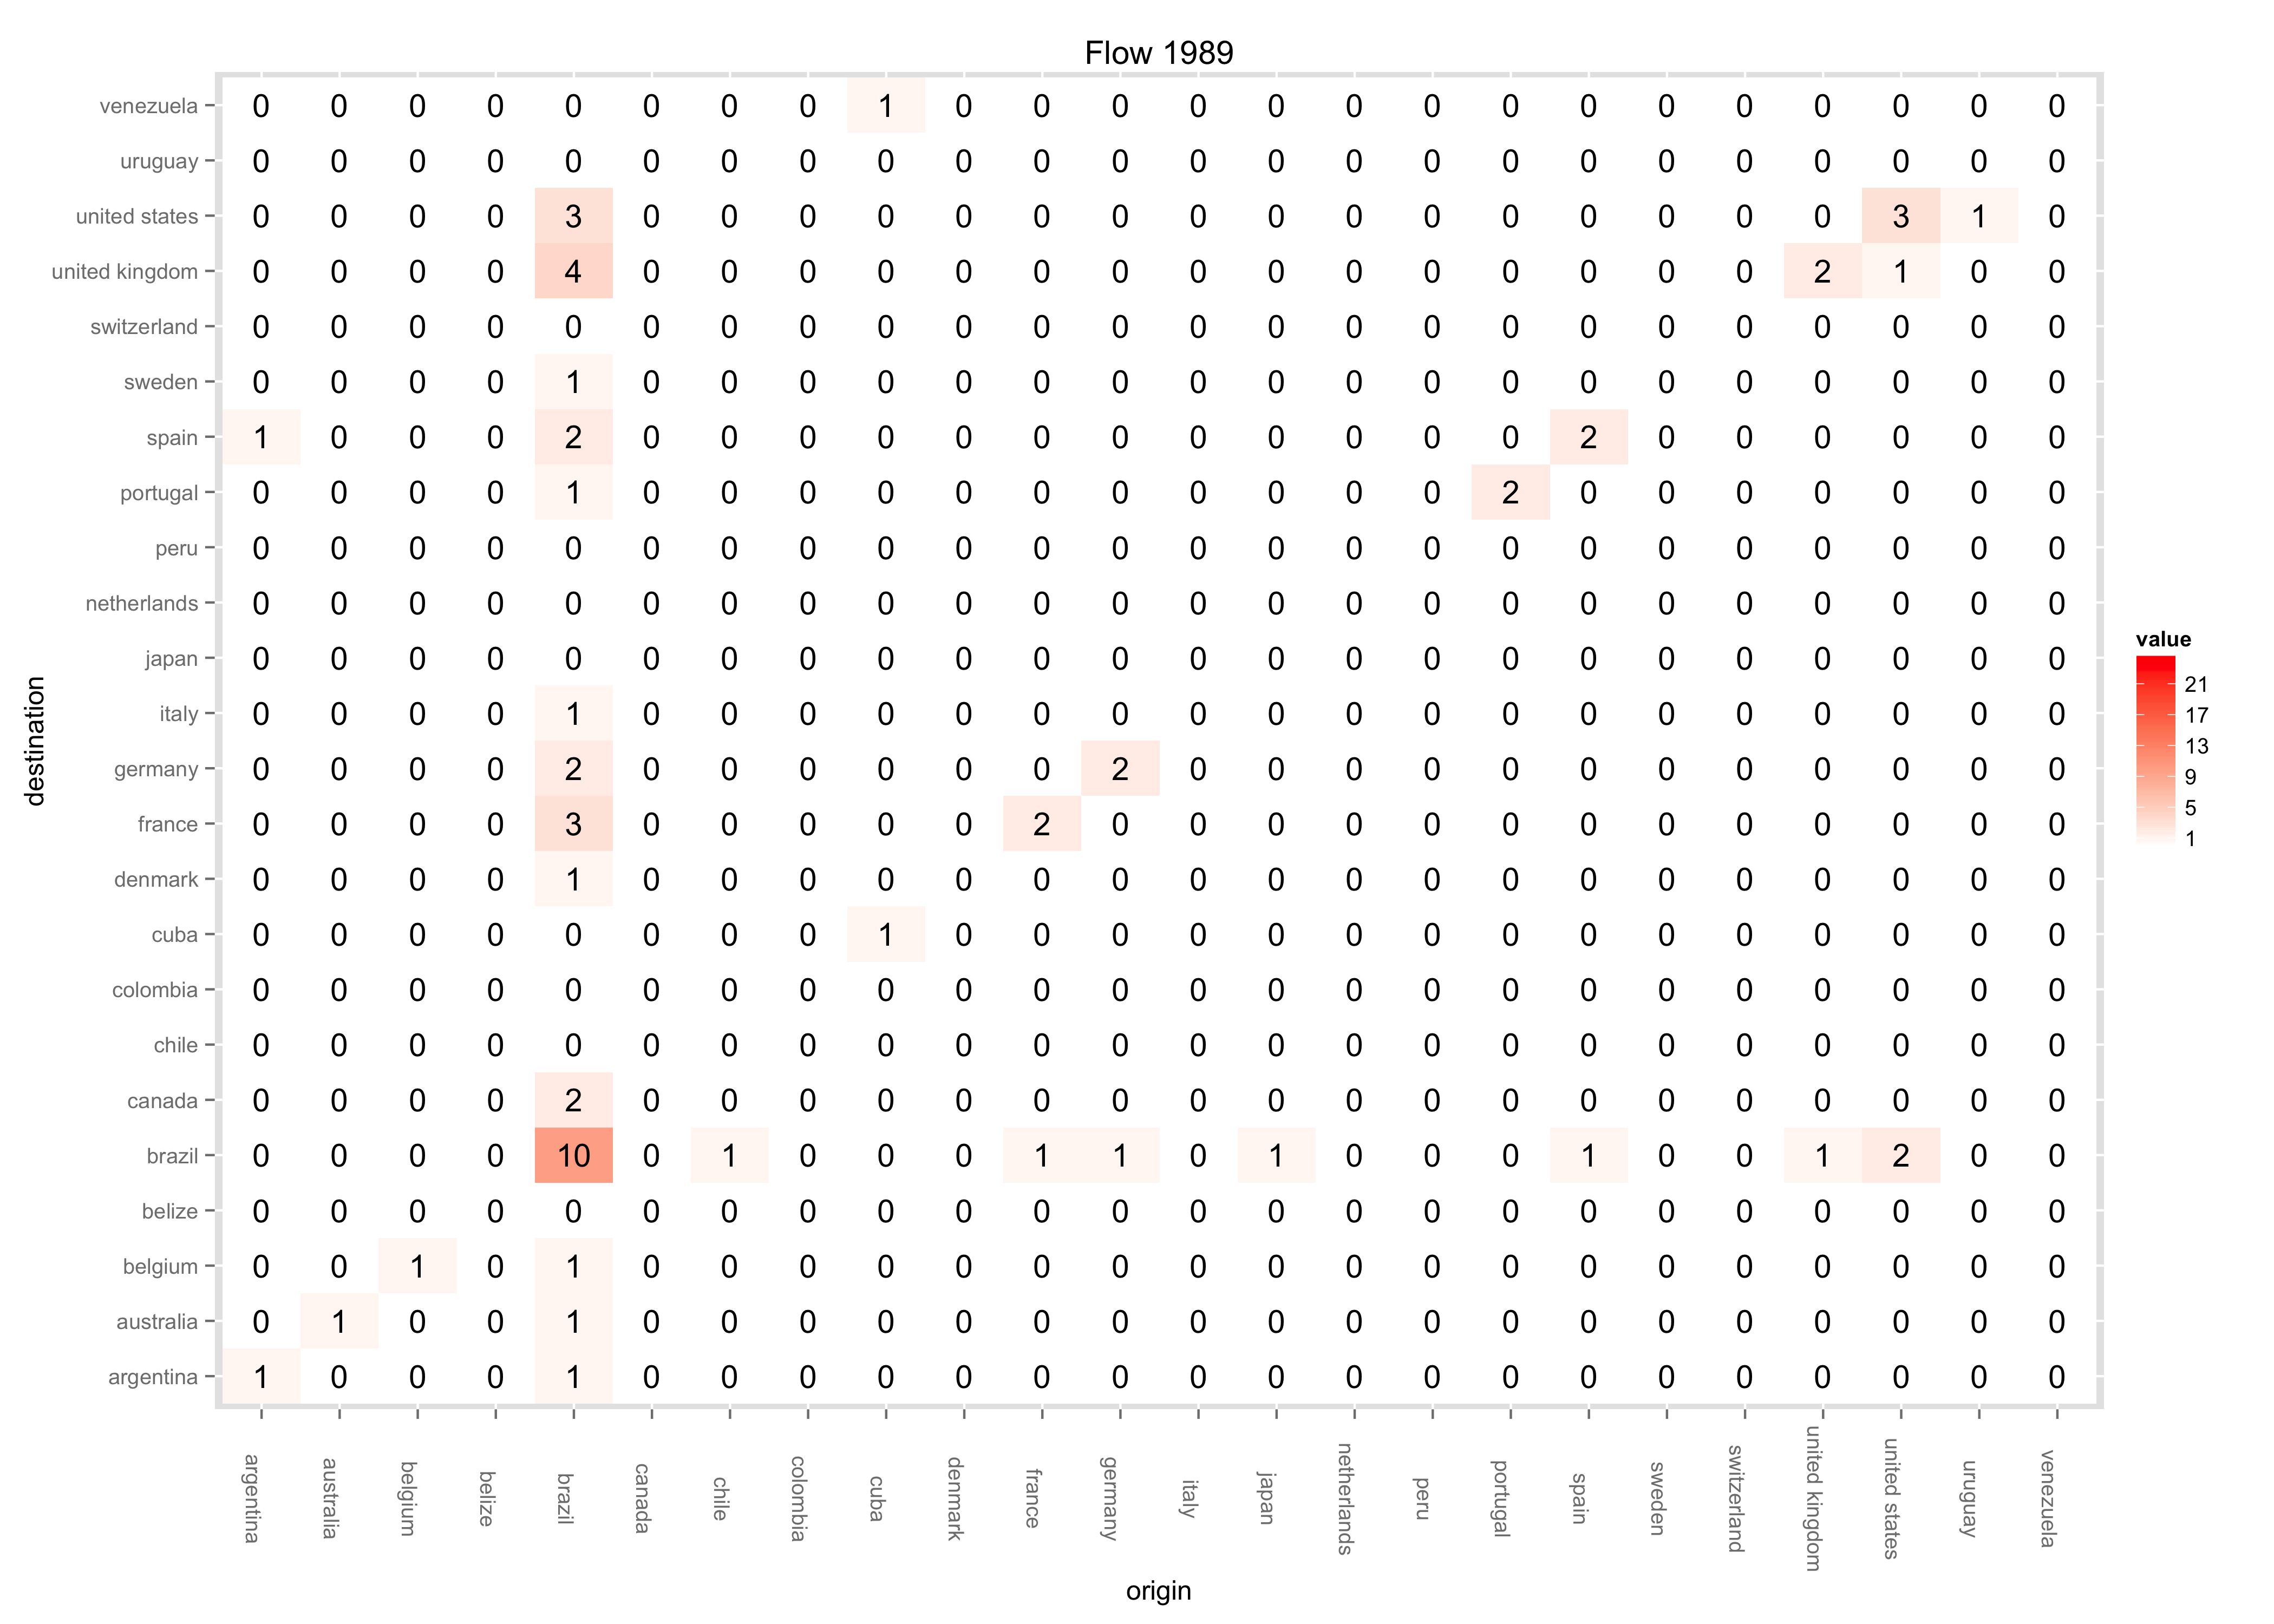 Flow 1989
venezuela 0 0 0 0 0 0 0 0 1 0 0 0 0 0 0 0 0 0 0 0 0 0 0 0
uruguay 0 0 0 0 0 0 0 0 0 0 0 0 0 0 0 0 0 0 0 0 0 0 0 0
united states 0 0 0 0 3 0 0 0 0 0 0 0 0 0 0 0 0 0 0 0 0 3 1 0
united kingdom 0 0 0 0 4 0 0 0 0 0 0 0 0 0 0 0 0 0 0 0 2 1 0 0
switzerland 0 0 0 0 0 0 0 0 0 0 0 0 0 0 0 0 0 0 0 0 0 0 0 0
sweden 0 0 0 0 1 0 0 0 0 0 0 0 0 0 0 0 0 0 0 0 0 0 0 0
spain 1 0 0 0 2 0 0 0 0 0 0 0 0 0 0 0 0 2 0 0 0 0 0 0
portugal 0 0 0 0 1 0 0 0 0 0 0 0 0 0 0 0 2 0 0 0 0 0 0 0
peru 0 0 0 0 0 0 0 0 0 0 0 0 0 0 0 0 0 0 0 0 0 0 0 0
netherlands 0 0 0 0 0 0 0 0 0 0 0 0 0 0 0 0 0 0 0 0 0 0 0 0
japan 0 0 0 0 0 0 0 0 0 0 0 0 0 0 0 0 0 0 0 0 0 0 0 0
italy 0 0 0 0 1 0 0 0 0 0 0 0 0 0 0 0 0 0 0 0 0 0 0 0
germany 0 0 0 0 2 0 0 0 0 0 0 2 0 0 0 0 0 0 0 0 0 0 0 0
france 0 0 0 0 3 0 0 0 0 0 2 0 0 0 0 0 0 0 0 0 0 0 0 0
denmark 0 0 0 0 1 0 0 0 0 0 0 0 0 0 0 0 0 0 0 0 0 0 0 0
cuba 0 0 0 0 0 0 0 0 1 0 0 0 0 0 0 0 0 0 0 0 0 0 0 0
colombia 0 0 0 0 0 0 0 0 0 0 0 0 0 0 0 0 0 0 0 0 0 0 0 0
chile 0 0 0 0 0 0 0 0 0 0 0 0 0 0 0 0 0 0 0 0 0 0 0 0
canada 0 0 0 0 2 0 0 0 0 0 0 0 0 0 0 0 0 0 0 0 0 0 0 0
brazil 0 0 0 0 10 0 1 0 0 0 1 1 0 1 0 0 0 1 0 0 1 2 0 0
belize 0 0 0 0 0 0 0 0 0 0 0 0 0 0 0 0 0 0 0 0 0 0 0 0
belgium 0 0 1 0 1 0 0 0 0 0 0 0 0 0 0 0 0 0 0 0 0 0 0 0
australia 0 1 0 0 1 0 0 0 0 0 0 0 0 0 0 0 0 0 0 0 0 0 0 0
argentina 1 0 0 0 1 0 0 0 0 0 0 0 0 0 0 0 0 0 0 0 0 0 0 0
argentina australia belgium belize brazil canada chile colombia cuba denmark france germany italy japan netherlands peru portugal spain sweden switzerland united kingdom united states uruguay venezuela
origin
destination
value
21
17
13
9
5
1